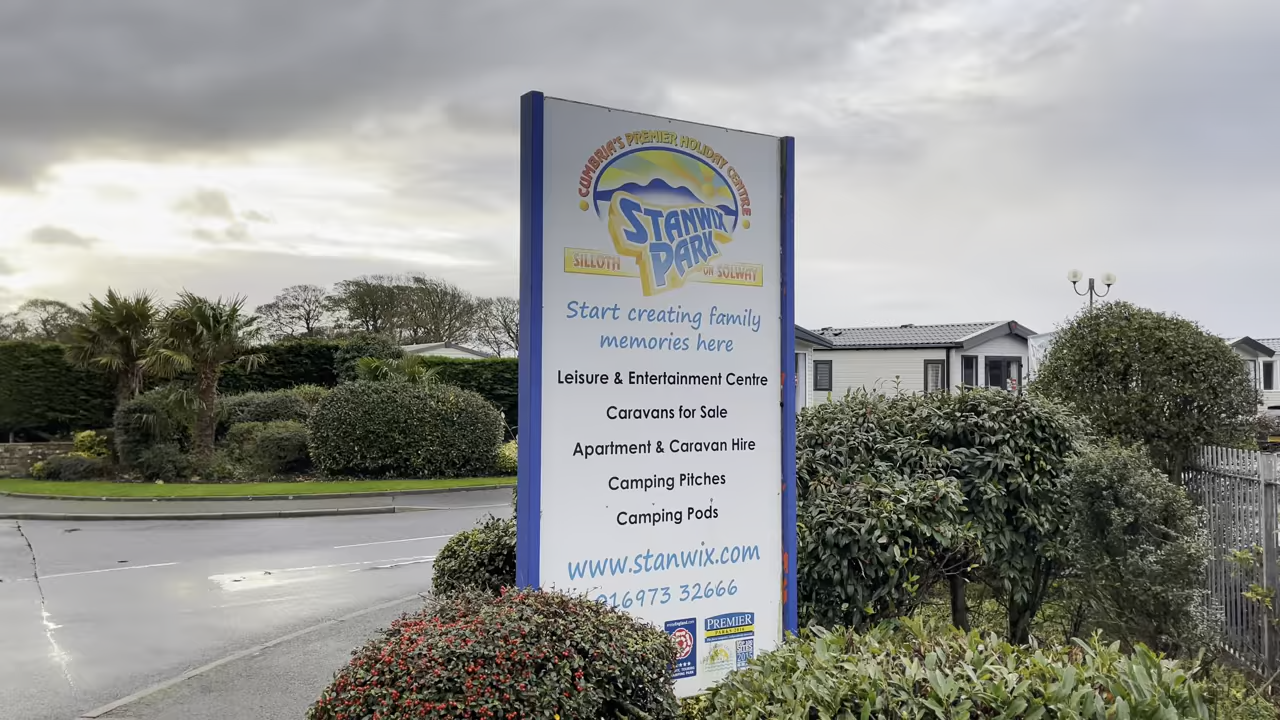 CUMBRIA'S PREMIER HOLIDAY CENTRE
STANWIX
PARK
SILLOTH ON SOLWAY
Start creating family
memories here
Leisure & Entertainment Centre
Caravans for Sale
Apartment & Caravan Hire
Camping Pitches
Camping Pods
www.stanwix.com
016973 32666
PREMIER